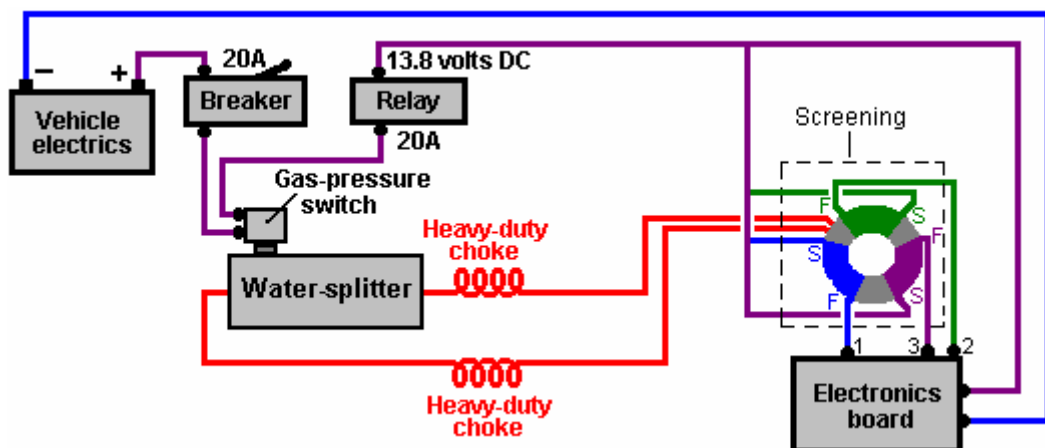 − +
20A
Breaker
13.8 volts DC
Relay
20A
Vehicle
electrics
Gas-pressure
switch
Screening
Heavy-duty
choke
Water-splitter
Heavy-duty
choke
F
S
F
S
F
S
1
3
2
Electronics
board